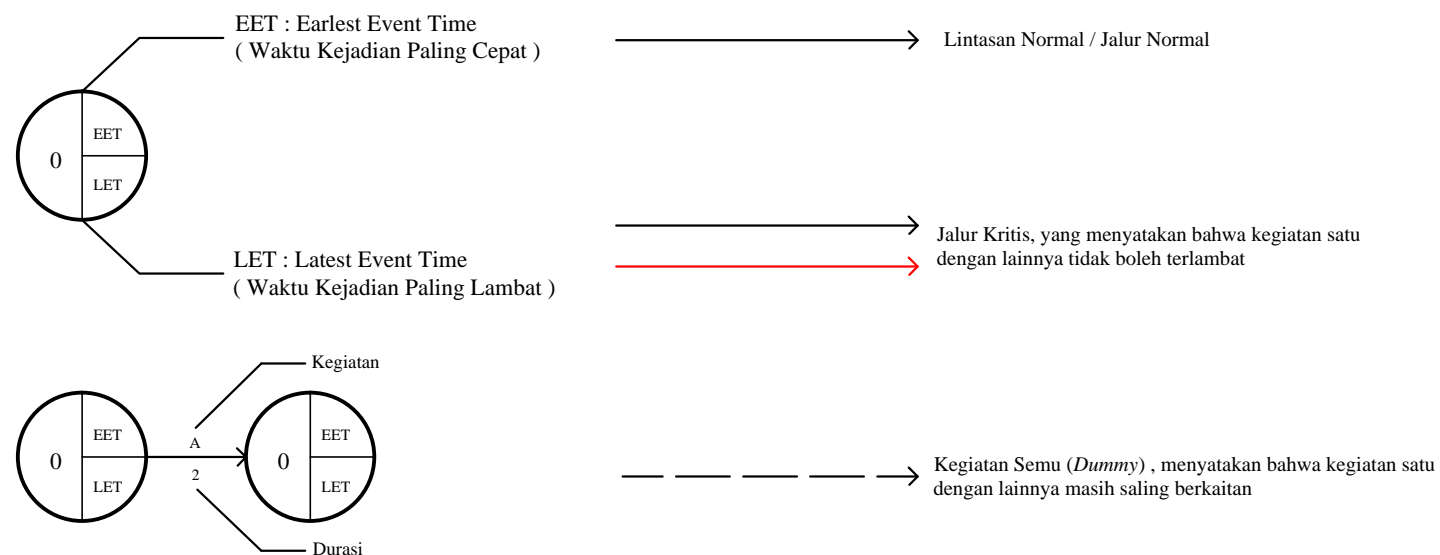 EET : Earlest Event Time
( Waktu Kejadian Paling Cepat )
0
EET
LET
LET : Latest Event Time
( Waktu Kejadian Paling Lambat )
Lintasan Normal / Jalur Normal
Jalur Kritis, yang menyatakan bahwa kegiatan satu
dengan lainnya tidak boleh terlambat
Kegiatan
0
EET
LET
A
2
0
EET
LET
Durasi
Kegiatan Semu (Dummy) , menyatakan bahwa kegiatan satu
dengan lainnya masih saling berkaitan